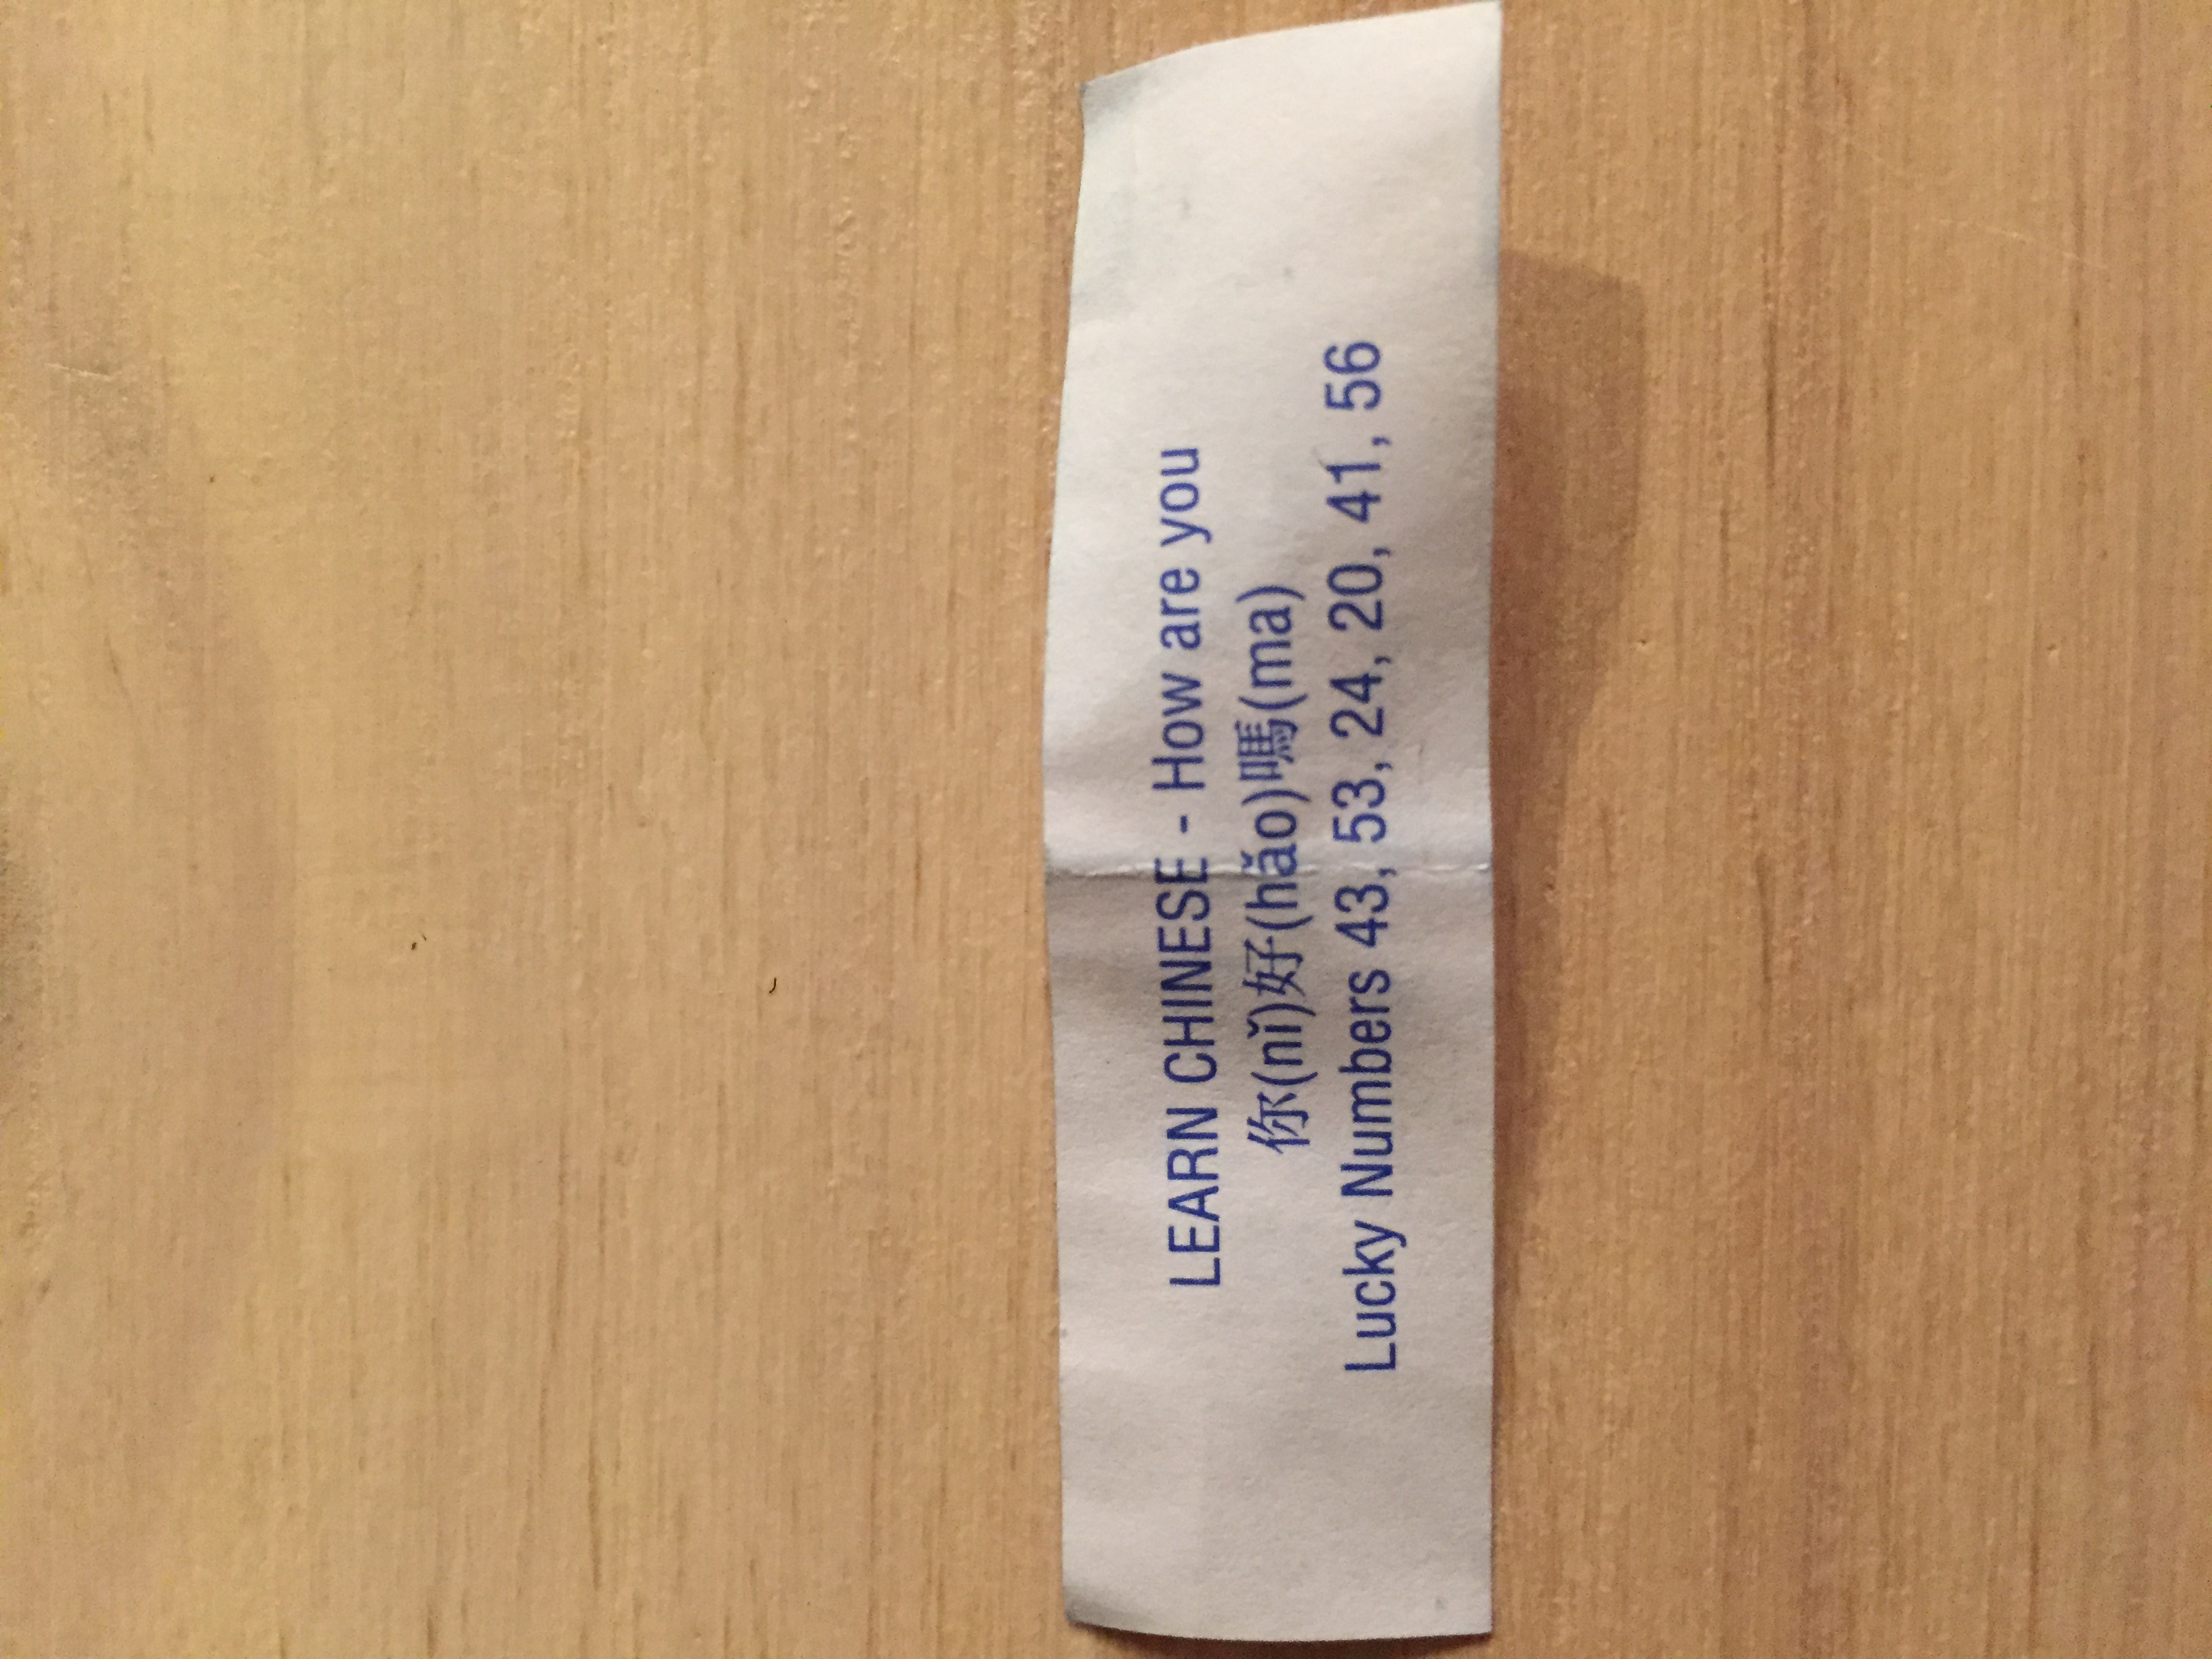 LEARN CHINESE - How are you
你(nǐ)好(hǎo)嗎(ma)
Lucky Numbers 43, 53, 24, 20, 41, 56